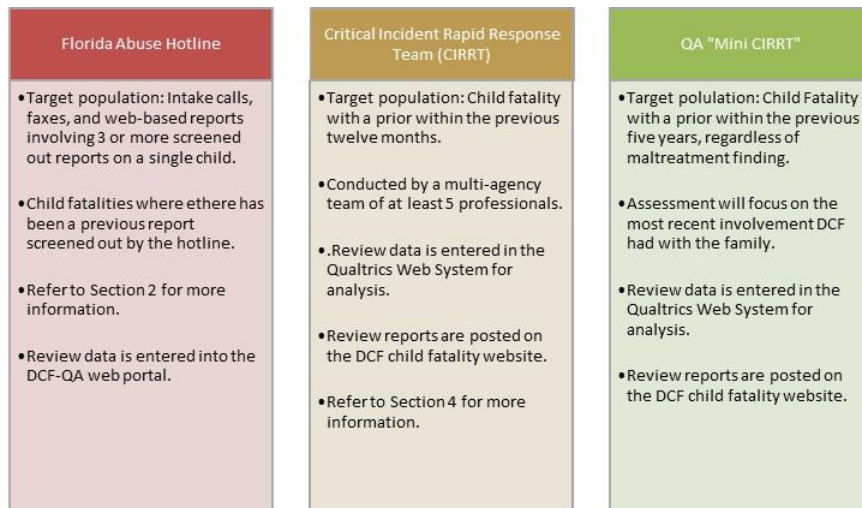 Florida Abuse Hotline
•Target population: Intake calls,
faxes, and web-based reports
involving 3 or more screened
out reports on a single child.
•Child fatalities where ethere has
been a previous report
screened out by the hotline.
•Refer to Section 2 for more
information.
•Review data is entered into the
DCF-QA web portal.
Critical Incident Rapid Response
Team (CIRRT)
•Target population: Child fatality
with a prior within the previous
twelve months.
•Conducted by a multi-agency
team of at least 5 professionals.
•.Review data is entered in the
Qualtrics Web System for
analysis.
•Review reports are posted on
the DCF child fatality website.
•Refer to Section 4 for more
information.
QA "Mini CIRRT"
•Target polulation: Child Fatality
with a prior within the previous
five years, regardless of
maltreatment finding.
•Assessment will focus on the
most recent involvement DCF
had with the family.
•Review data is entered in the
Qualtrics Web System for
analysis.
•Review reports are posted on
the DCF child fatality website.